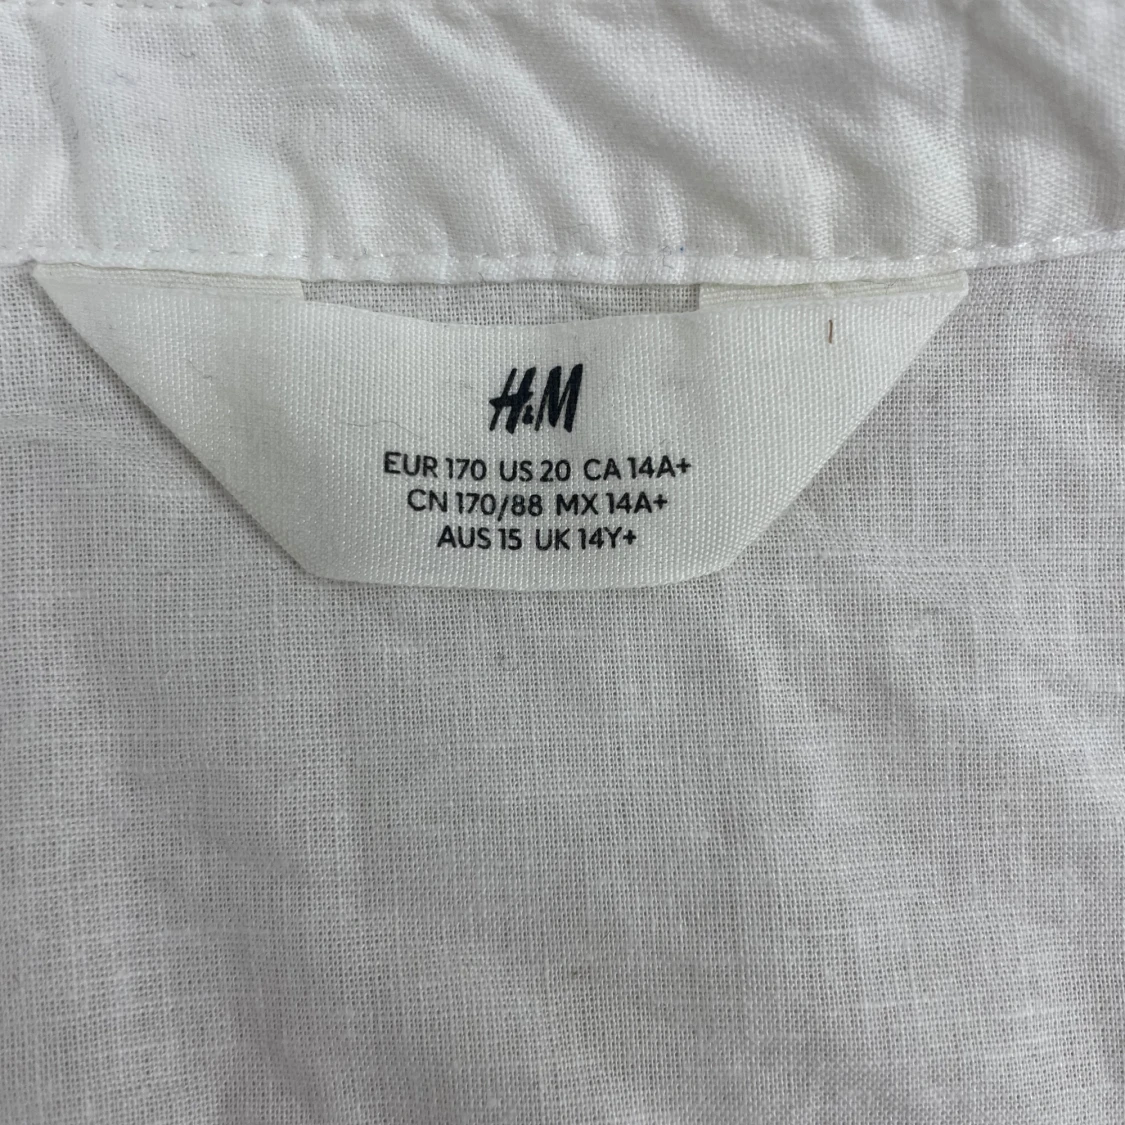 H&M
EUR 170 US 20 CA 14A+
CN 170/88 MX 14A+
AUS 15 UK 14Y+